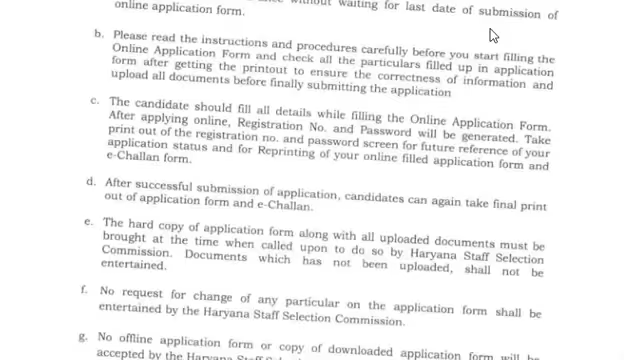 without waiting for last date of submission of
online application form.
b. Please read the instructions and procedures carefully before you start filling the
Online Application Form and check all the particulars filled up in application
form after getting the printout to ensure the correctness of information and
upload all documents before finally submitting the application
c. The candidate should fill all details while filling the Online Application Form.
After applying online, Registration No. and Password will be generated. Take
print out of the registration no. and password screen for future reference of your
application status and for Reprinting of your online filled application form and
e-Challan form.
d. After successful submission of application, candidates can again take final print
out of application form and e-Challan.
e. The hard copy of application form along with all uploaded documents must be
brought at the time when called upon to do so by Haryana Staff Selection
Commission. Documents which has not been uploaded, shall not be
entertained.
f. No request for change of any particular on the application form shall be
entertained by the Haryana Staff Selection Commission.
g. No offline application form or copy of downloaded application form will be
accepted by the Haryana Staff